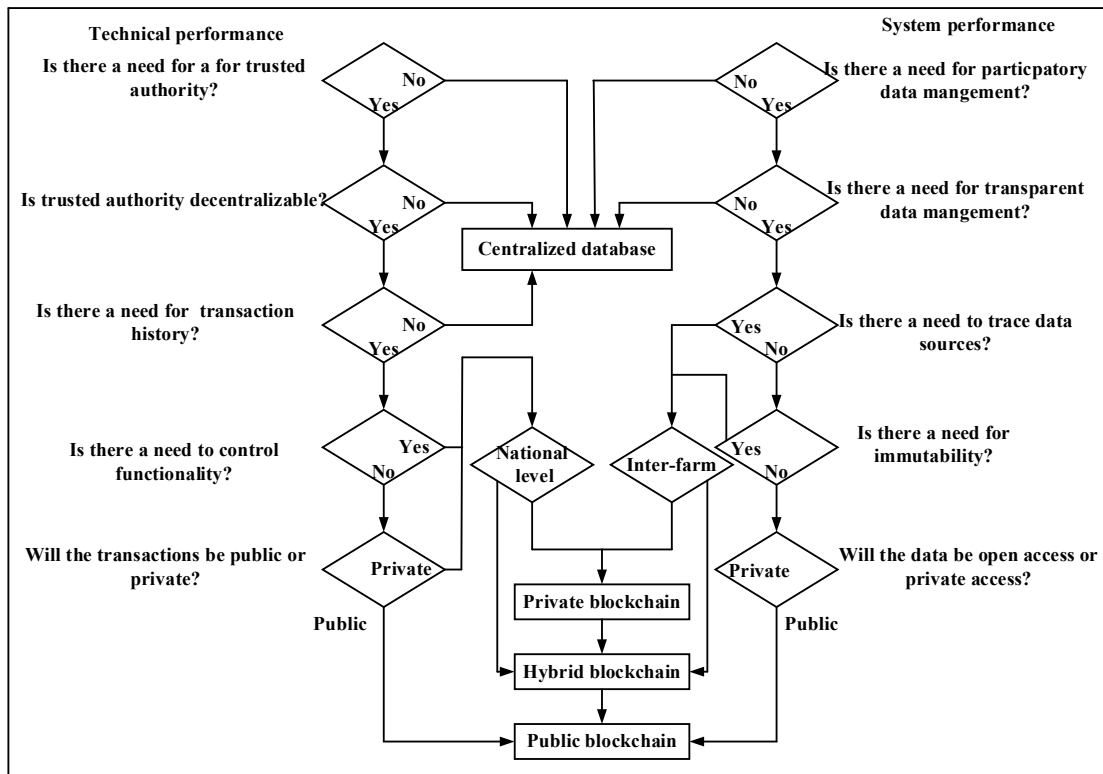 Technical performance
System performance
Is there a need for a for trusted
authority?
No
Yes
No
Yes
Is there a need for particpatory
data mangement?
Is trusted authority decentralizable?
No
Yes
No
Yes
Is there a need for transparent
data mangement?
Centralized database
Is there a need for  transaction
history?
No
Yes
Yes
No
Is there a need to trace data
sources?
Is there a need to control
functionality?
Yes
No
National
level
Inter-farm
Yes
No
Is there a need for
immutability?
Will the transactions be public or
private?
Private
Public
Private
Public
Will the data be open access or
private access?
Private blockchain
Hybrid blockchain
Public blockchain